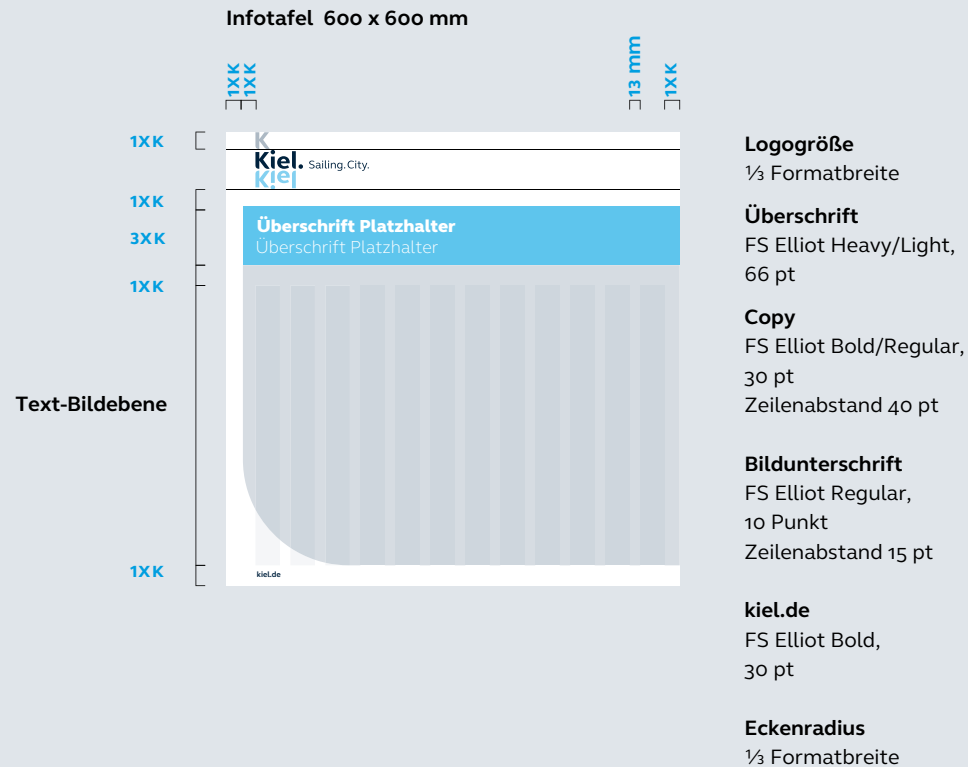 Infotafel 600 x 600 mm
1XK
1XK
13 mm
1XK
1XK
K
Kiel. Sailing.City.
Kiel
1XK
3XK
Überschrift Platzhalter
Überschrift Platzhalter
1XK
Text-Bildebene
1XK
kiel.de
Logogröße
⅓ Formatbreite
Überschrift
FS Elliot Heavy/Light,
66 pt
Copy
FS Elliot Bold/Regular,
30 pt
Zeilenabstand 40 pt
Bildunterschrift
FS Elliot Regular,
10 Punkt
Zeilenabstand 15 pt
kiel.de
FS Elliot Bold,
30 pt
Eckenradius
⅓ Formatbreite